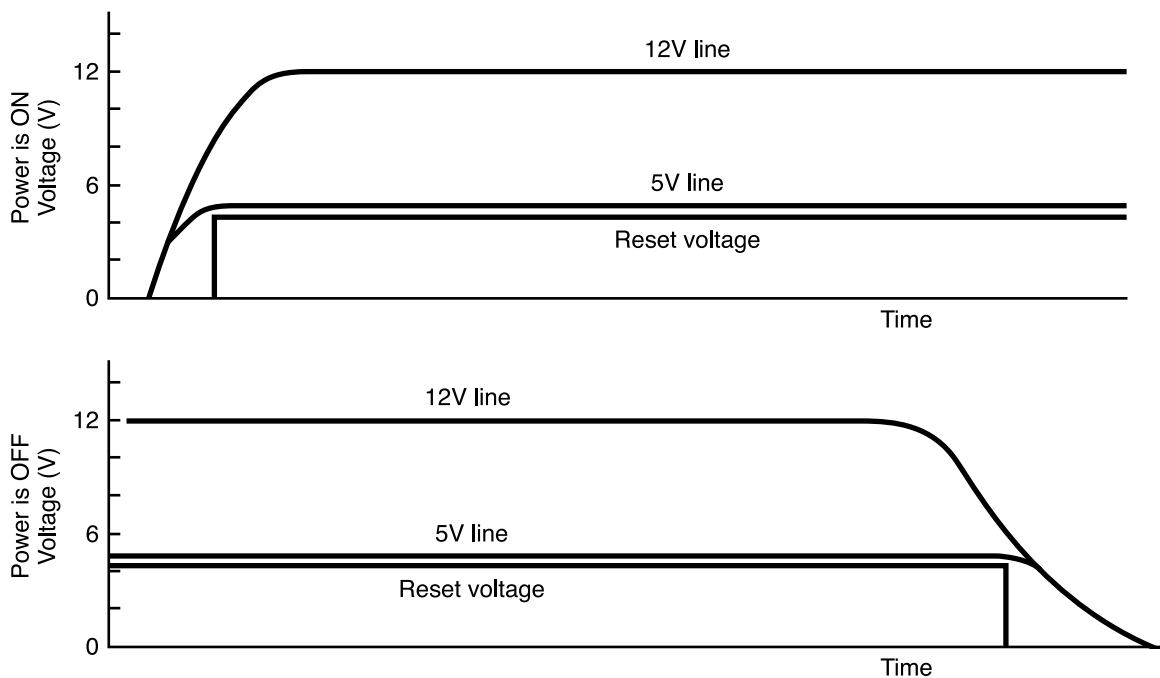 Power is ON
Voltage (V)
12
6
0
12V line
5V line
Reset voltage
Time
Power is OFF
Voltage (V)
12
6
0
12V line
5V line
Reset voltage
Time